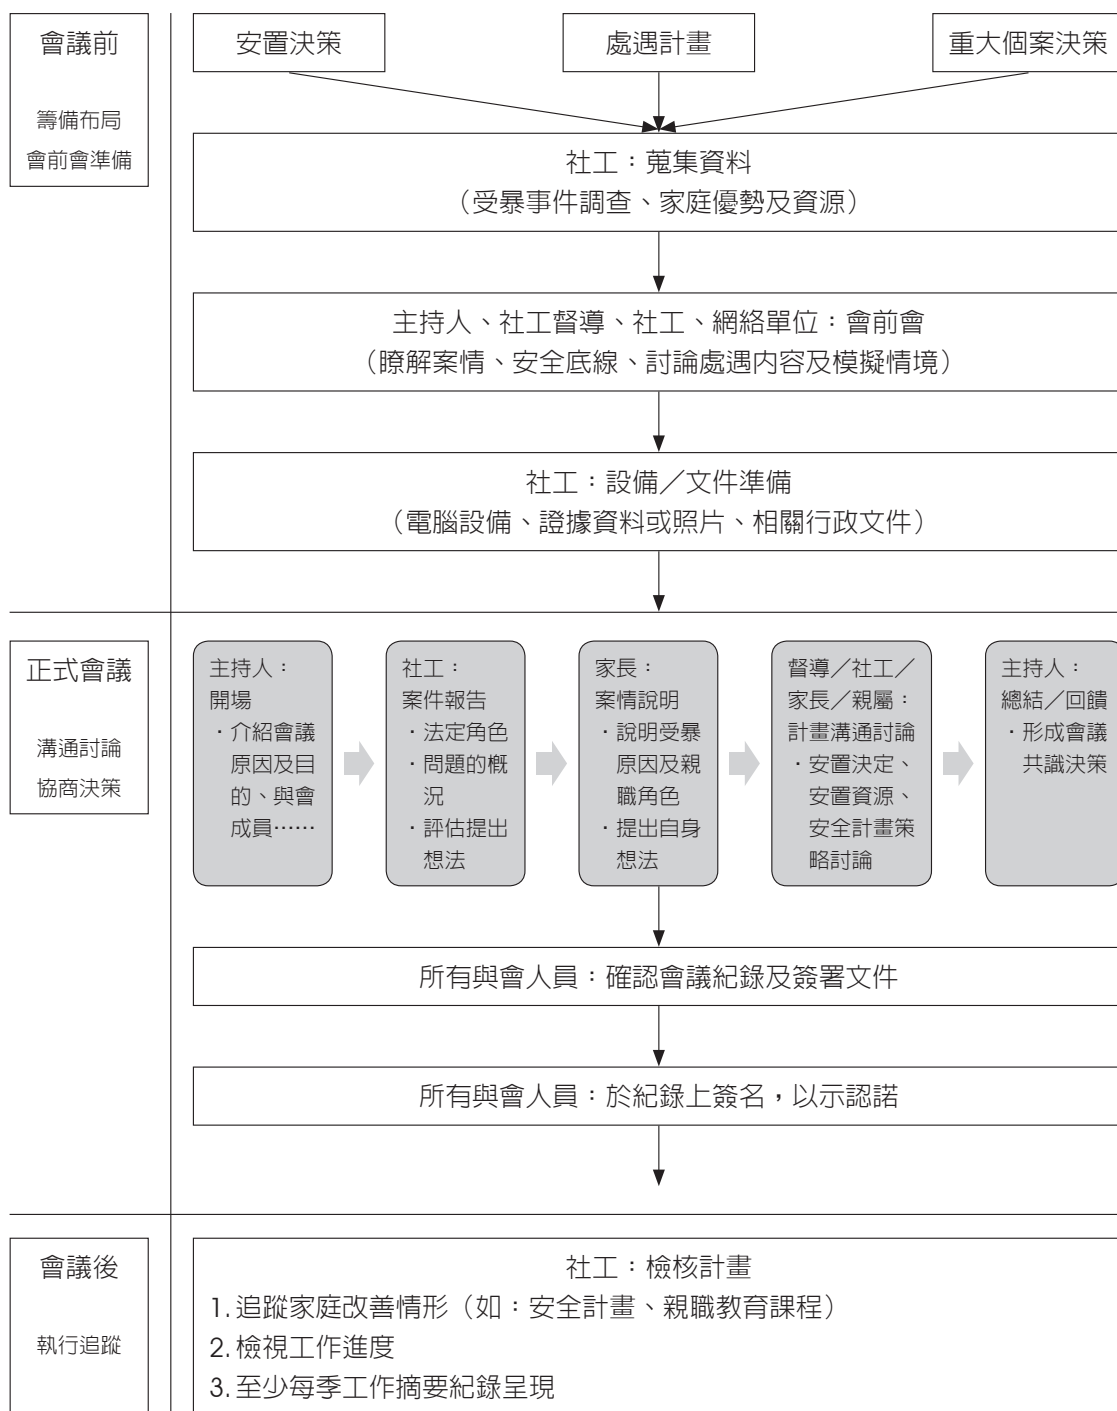 會議前
籌備布局
會前會準備
安置決策
處遇計畫
重大個案決策
社工：蒐集資料
（受暴事件調查、家庭優勢及資源）
主持人、社工督導、社工、網絡單位：會前會
（瞭解案情、安全底線、討論處遇內容及模擬情境）
社工：設備／文件準備
（電腦設備、證據資料或照片、相關行政文件）
正式會議
溝通討論
協商決策
主持人：
開場
・介紹會議
原因及目
的、與會
成員……
社工：
案件報告
・法定角色
・問題的概
況
・評估提出
想法
家長：
案情說明
・說明受暴
原因及親
職角色
・提出自身
想法
督導／社工／
家長／親屬：
計畫溝通討論
・安置決定、
安置資源、
安全計畫策
略討論
主持人：
總結／回饋
・形成會議
共識決策
所有與會人員：確認會議紀錄及簽署文件
所有與會人員：於紀錄上簽名，以示認諾
會議後
執行追蹤
社工：檢核計畫
1. 追蹤家庭改善情形（如：安全計畫、親職教育課程）
2. 檢視工作進度
3. 至少每季工作摘要紀錄呈現